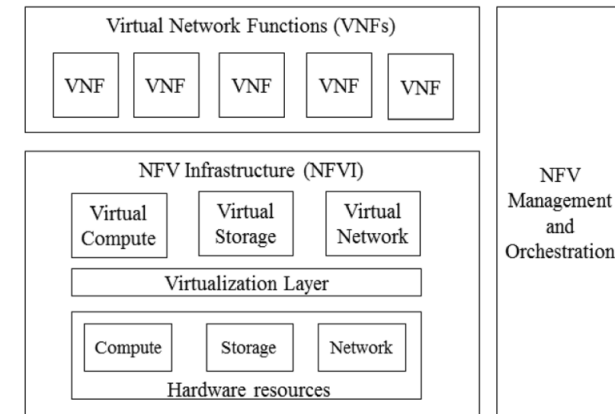 Virtual Network Functions (VNFs)
VNF
VNF
VNF
VNF
VNF
NFV Infrastructure (NFVI)
Virtual
Compute
Virtual
Storage
Virtual
Network
Virtualization Layer
Compute
Storage
Network
Hardware resources
NFV
Management
and
Orchestration